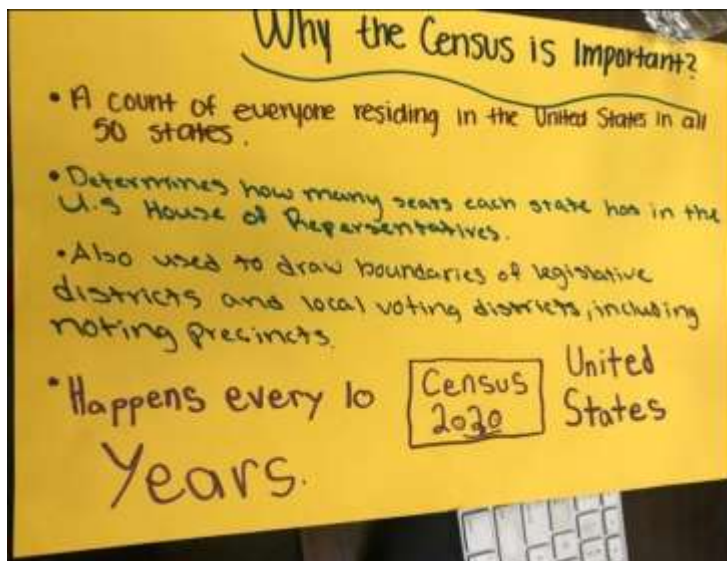 Why the Census is Important?
• A count of everyone residing in the United States in all
50 states.
• Determines how many seats each state has in the
U.S House of Repersentatives.
• Also used to draw boundaries of legislative
districts and local voting districts, including
noting precincts.
• Happens every 10
Years.
Census
2020
United
States